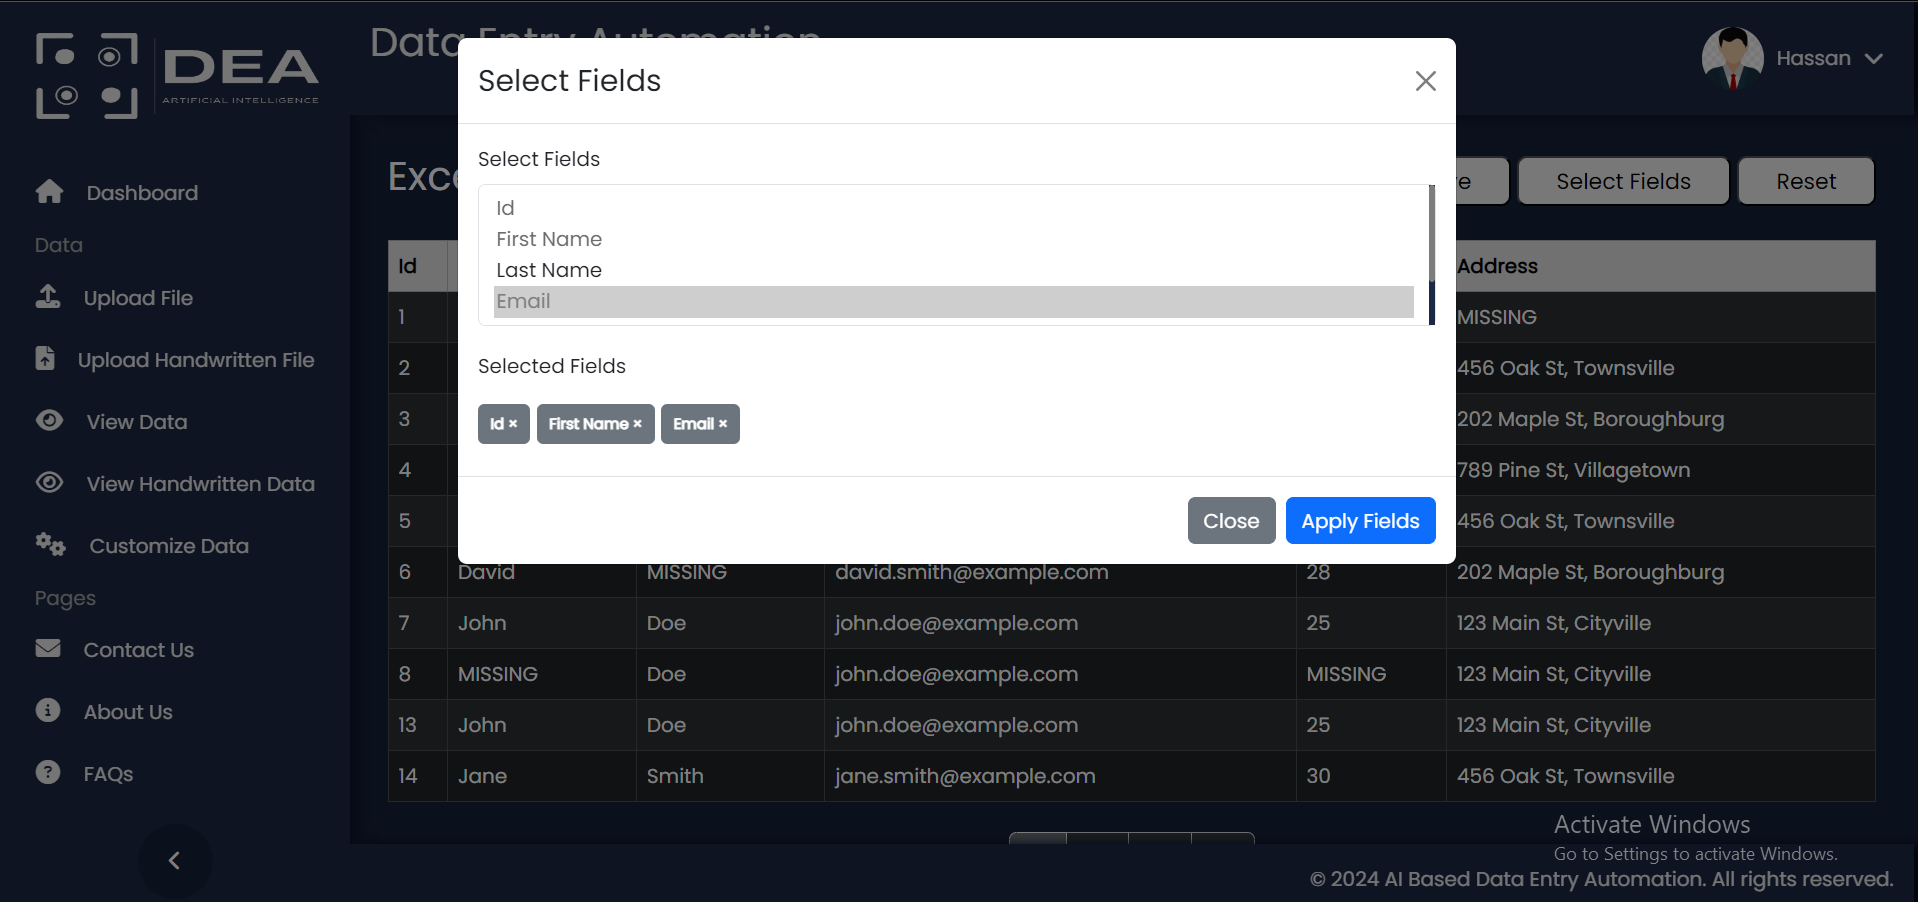 DEA
ARTIFICIAL INTELLIGENCE
Data Entry Automation
Hassan
Dashboard
Data
Upload File
Upload Handwritten File
View Data
View Handwritten Data
Customize Data
Pages
Contact Us
About Us
FAQs
Select Fields
Select Fields
Id
First Name
Last Name
Email
Selected Fields
Id ×
First Name ×
Email ×
Close
Apply Fields
Select Fields
Reset
Id Address
1 MISSING
2 456 Oak St, Townsville
3 202 Maple St, Boroughburg
4 789 Pine St, Villagetown
5 456 Oak St, Townsville
6 David MISSING david.smith@example.com 28 202 Maple St, Boroughburg
7 John Doe john.doe@example.com 25 123 Main St, Cityville
8 MISSING Doe john.doe@example.com MISSING 123 Main St, Cityville
13 John Doe john.doe@example.com 25 123 Main St, Cityville
14 Jane Smith jane.smith@example.com 30 456 Oak St, Townsville
Activate Windows
Go to Settings to activate Windows.
© 2024 AI Based Data Entry Automation. All rights reserved.